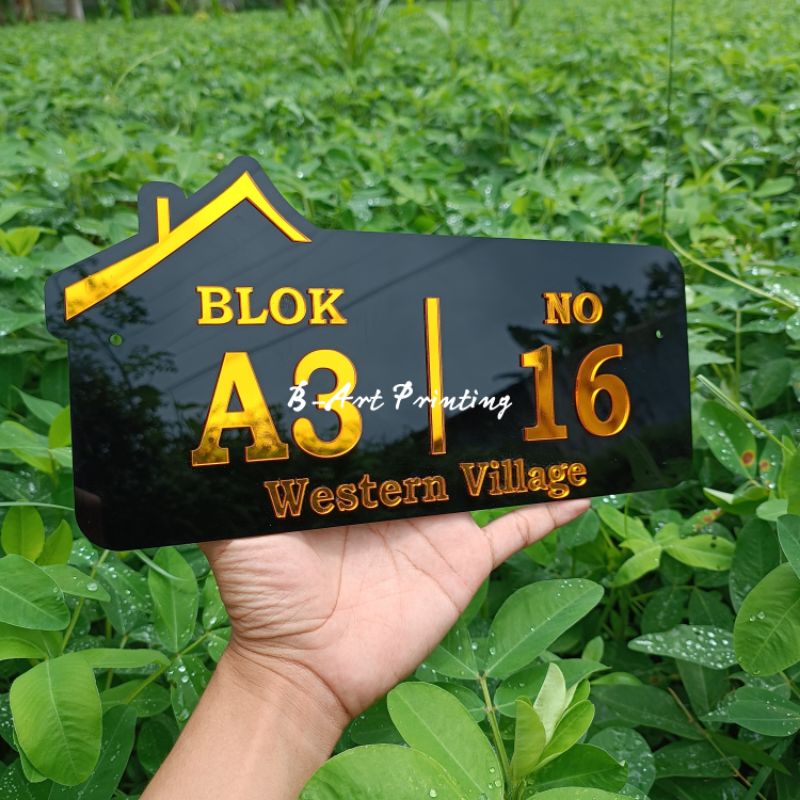 BLOK
NO
A3
16
B-Art Printing
Western Village